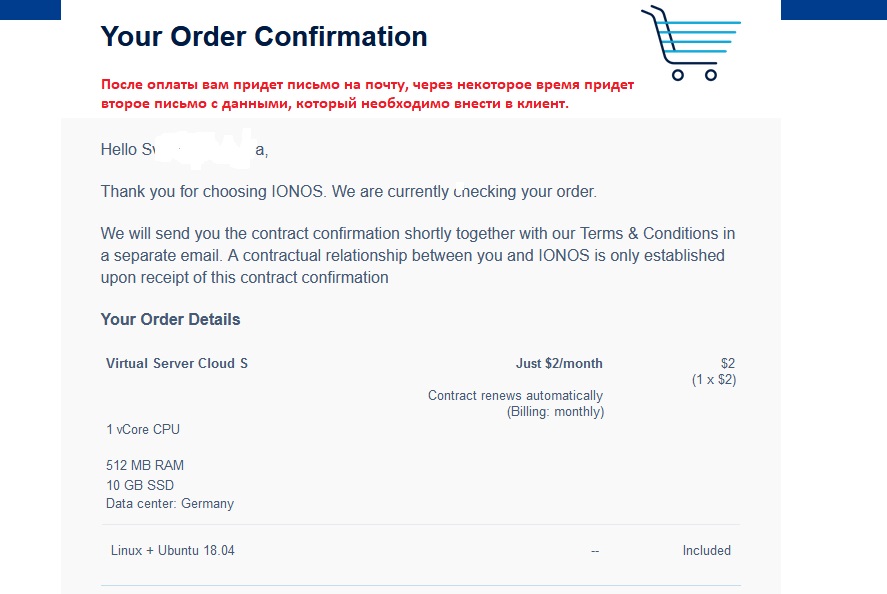 Your Order Confirmation
После оплаты вам придет письмо на почту, через некоторое время придет
второе письмо с данными, который необходимо внести в клиент.
Hello
Thank you for choosing IONOS. We are currently checking your order.
We will send you the contract confirmation shortly together with our Terms & Conditions in
a separate email. A contractual relationship between you and IONOS is only established
upon receipt of this contract confirmation
Your Order Details
Virtual Server Cloud S Just $2/month $2
(1 x $2)
Contract renews automatically
(Billing: monthly)
1 vCore CPU
512 MB RAM
10 GB SSD
Data center: Germany
Linux + Ubuntu 18.04 -- Included